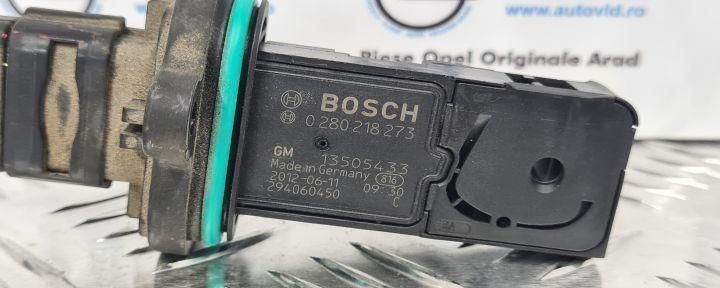 www.autovid.ro
Piese Opel Originale Arad
BOSCH
0 280 218 273
GM 13505433
Made in Germany 816
2012-06-11 09:30
294060450 C